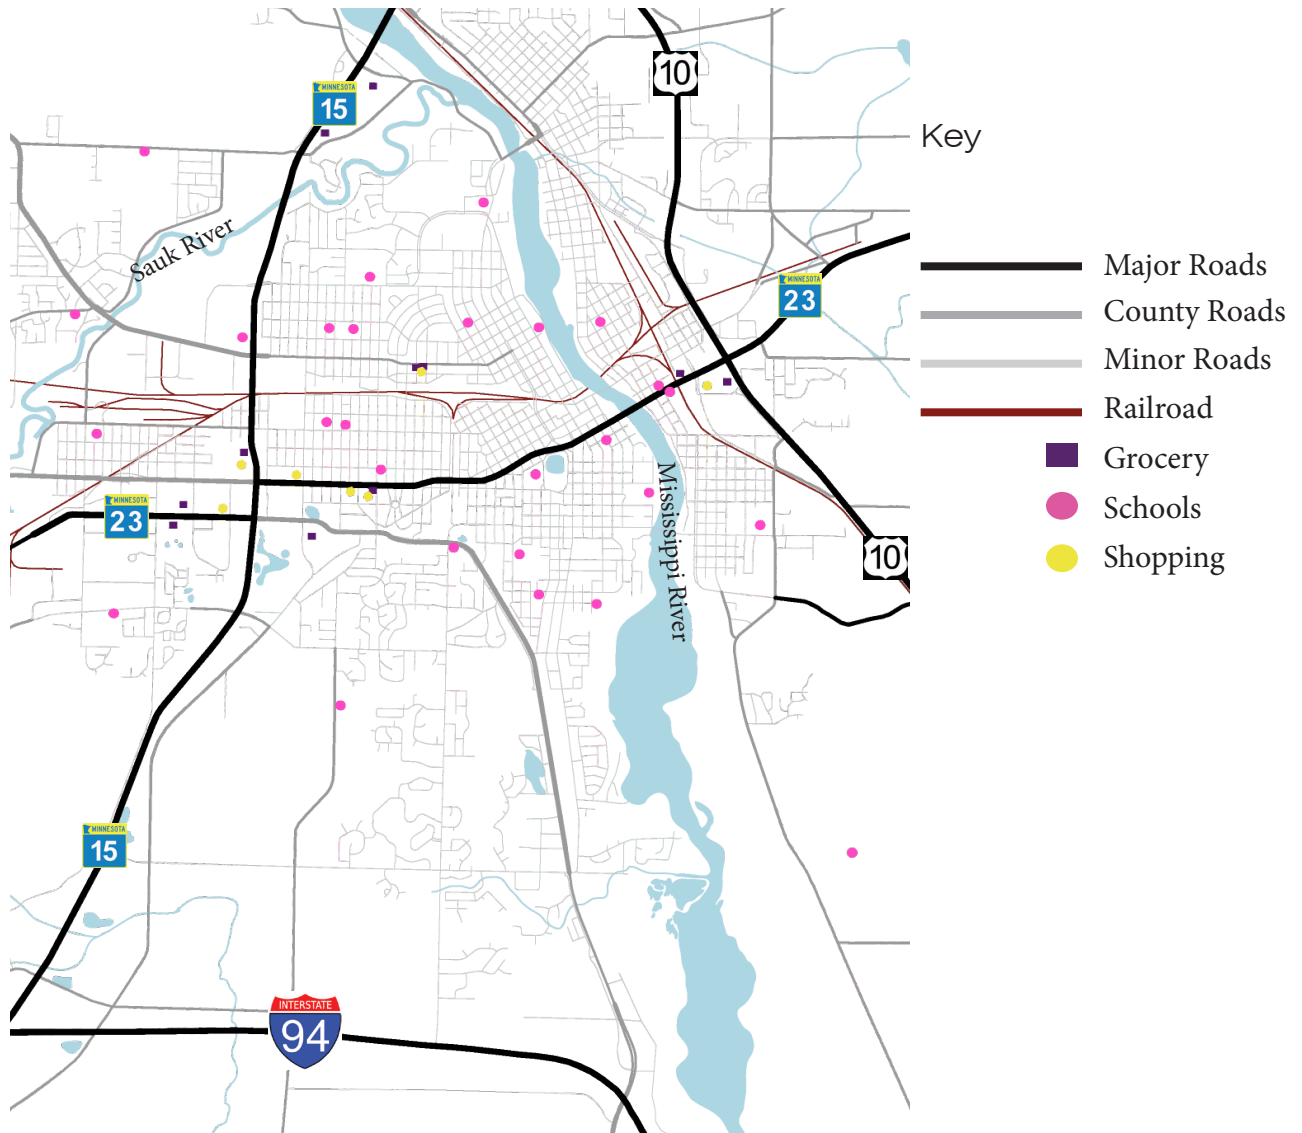 10
MINNESOTA
15
Key
Sauk River
Major Roads
MINNESOTA
23
County Roads
Minor Roads
Railroad
Grocery
Mississippi River
Schools
MINNESOTA
23
Shopping
10
MINNESOTA
15
INTERSTATE
94